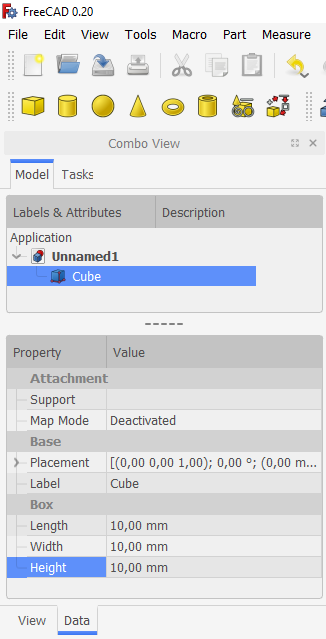 FreeCAD 0.20
File Edit View Tools Macro Part Measure
Combo View
Model Tasks
Labels & Attributes Description
Application
Unnamed1
Cube
Property Value
Attachment
Support
Map Mode Deactivated
Base
Placement [(0,00 0,00 1,00); 0,00 °; (0,00 m...
Label Cube
Box
Length 10,00 mm
Width 10,00 mm
Height 10,00 mm
View Data